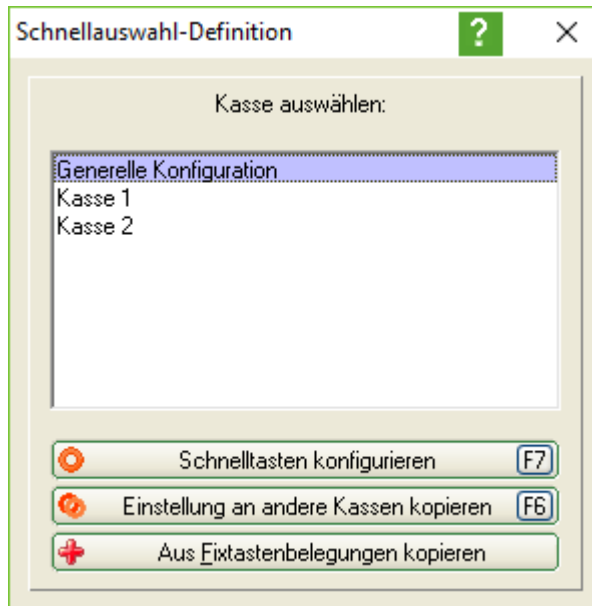 Schnellauswahl-Definition ?
Kasse auswählen:
Generelle Konfiguration
Kasse 1
Kasse 2
Schnelltasten konfigurieren F7
Einstellung an andere Kassen kopieren F6
Aus Fixtastenbelegungen kopieren